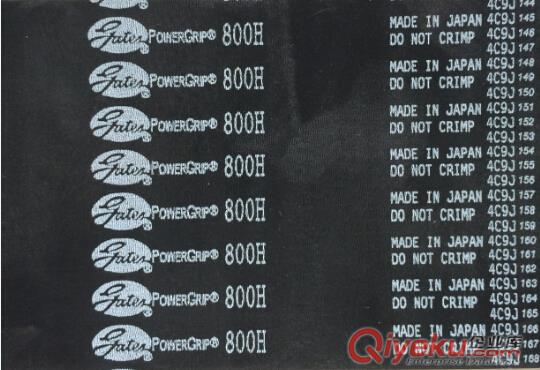 4C9J 144
Gates POWERGRIP® 800H MADE IN JAPAN 4C9J 145
DO NOT CRIMP 4C9J 146
4C9J 147
Gates POWERGRIP® 800H MADE IN JAPAN 4C9J 148
DO NOT CRIMP 4C9J 149
4C9J 150
Gates POWERGRIP® 800H MADE IN JAPAN 4C9J 151
DO NOT CRIMP 4C9J 152
4C9J 153
Gates POWERGRIP® 800H MADE IN JAPAN 4C9J 154
DO NOT CRIMP 4C9J 155
4C9J 156
Gates POWERGRIP® 800H MADE IN JAPAN 4C9J 157
DO NOT CRIMP 4C9J 158
4C9J 159
Gates POWERGRIP® 800H MADE IN JAPAN 4C9J 160
DO NOT CRIMP 4C9J 161
4C9J 162
Gates POWERGRIP® 800H MADE IN JAPAN 4C9J 163
DO NOT CRIMP 4C9J 164
4C9J 165
Gates POWERGRIP® 800H MADE IN JAPAN 4C9J 166
DO NOT 167
4C9J 168
Qiyeku.com 企业库
Enterprise